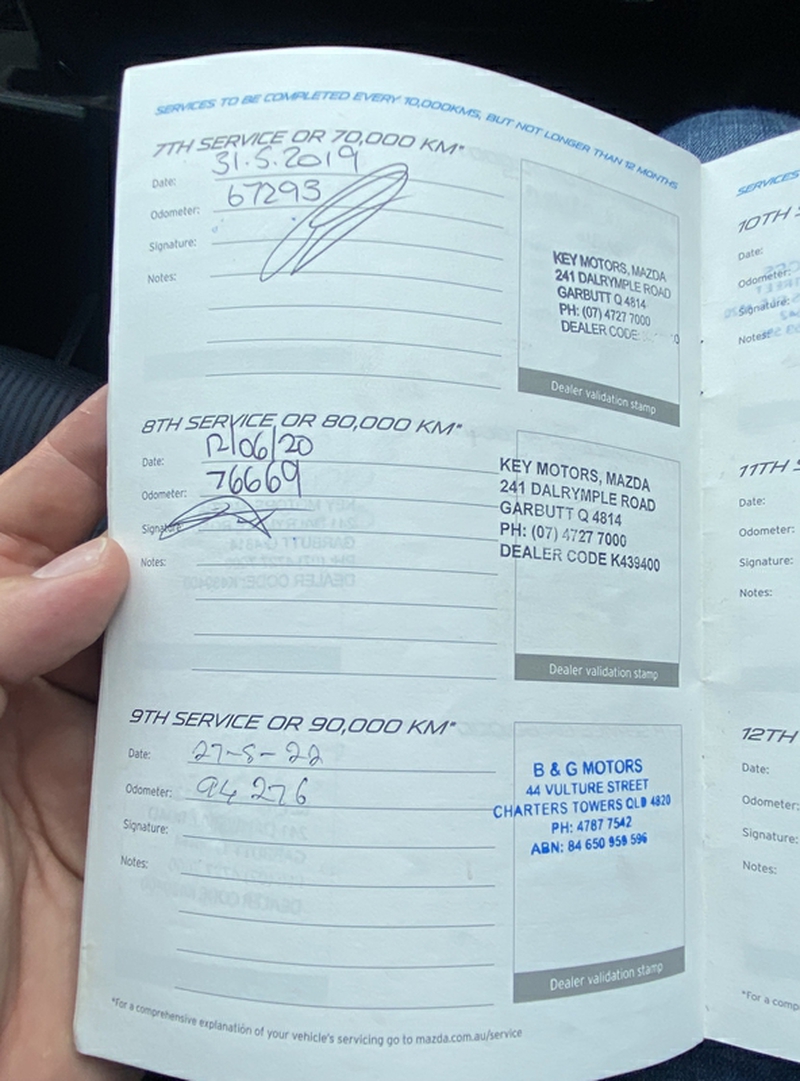 SERVICES TO BE COMPLETED EVERY 10,000KMS, BUT NOT LONGER THAN 12 MONTHS
7TH SERVICE OR 70,000 KM*
Date: 31.5.2019
Odometer: 67293
Signature:
Notes:
KEY MOTORS, MAZDA
241 DALRYMPLE ROAD
GARBUTT Q 4814
PH: (07) 4727 7000
DEALER CODE
Dealer validation stamp
8TH SERVICE OR 80,000 KM*
Date: 12/06/20
Odometer: 76669
Signature:
Notes:
KEY MOTORS, MAZDA
241 DALRYMPLE ROAD
GARBUTT Q 4814
PH: (07) 4727 7000
DEALER CODE K439400
Dealer validation stamp
9TH SERVICE OR 90,000 KM*
Date: 27-5-22
Odometer: 94 276
Signature:
Notes:
B & G MOTORS
44 VULTURE STREET
CHARTERS TOWERS QLD 4820
PH: 4787 7542
ABN: 84 650 959 596
Dealer validation stamp
*For a comprehensive explanation of your vehicle's servicing go to mazda.com.au/service
SERVICES
10TH
Date:
Odometer:
Signature:
Notes:
11TH
Date:
Odometer:
Signature:
Notes:
12TH
Date:
Odometer:
Signature:
Notes:
*For a comp